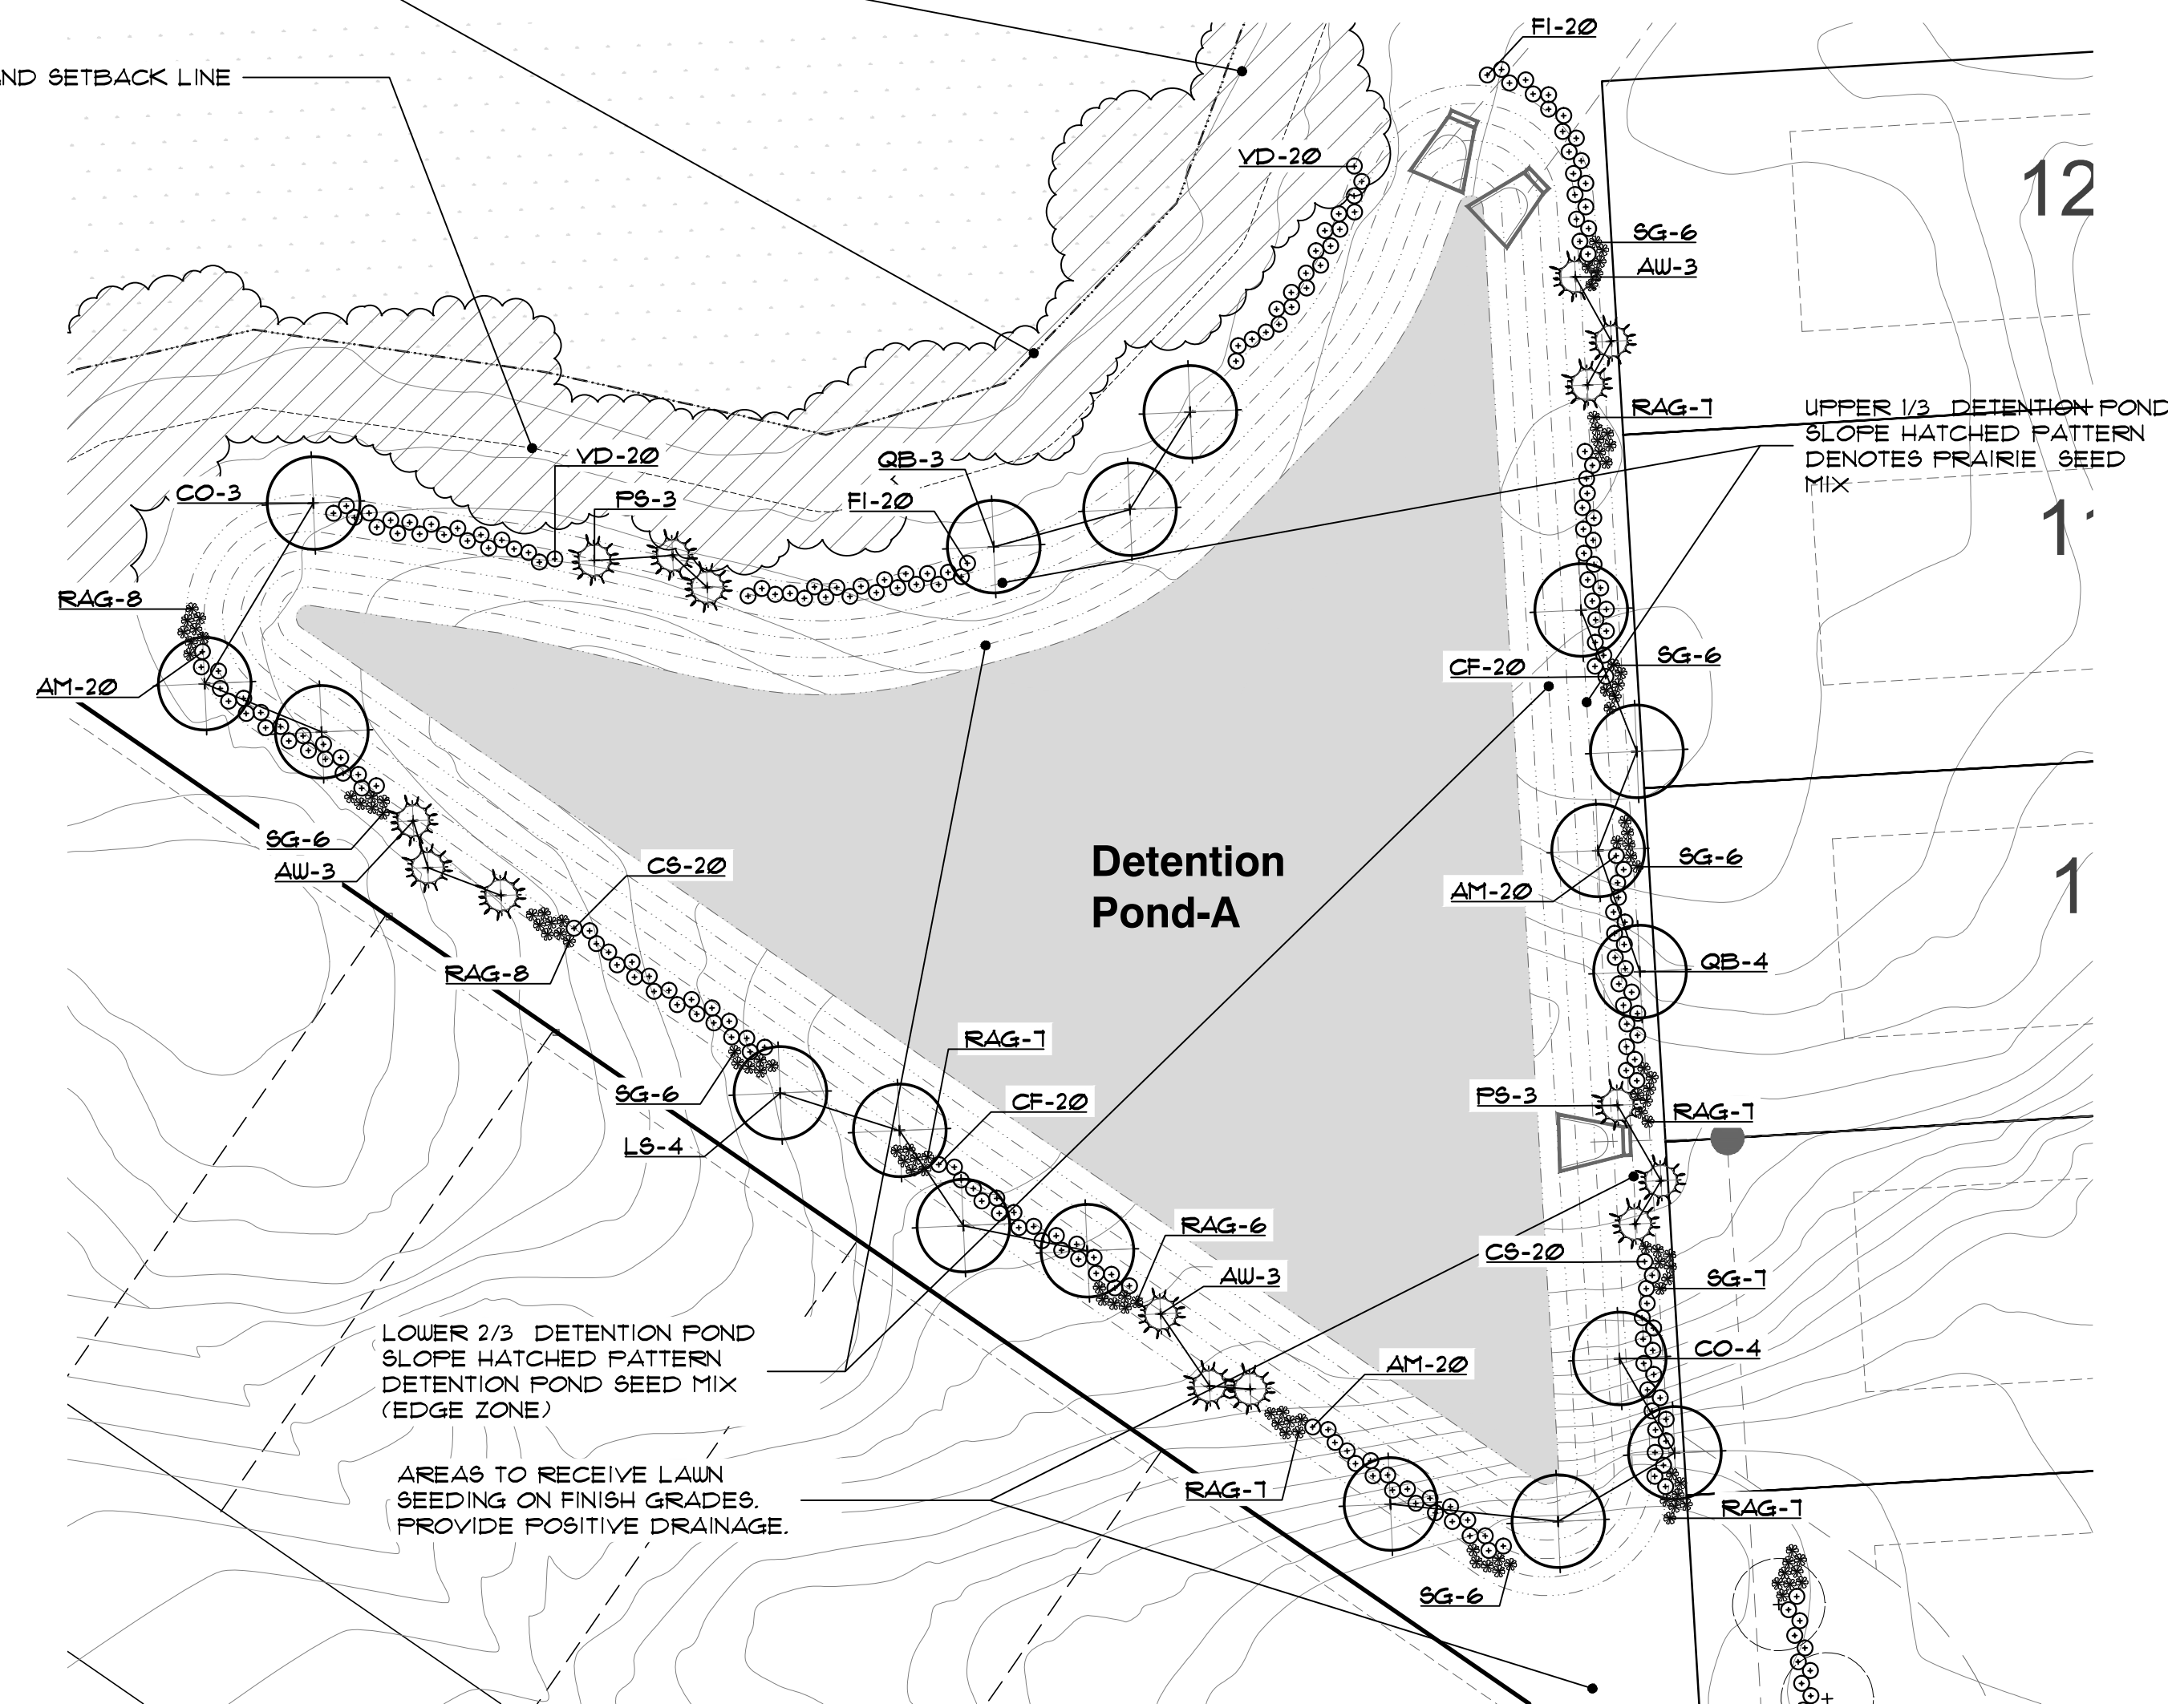 FI-20
ND SETBACK LINE
VD-20
12
SG-6
AW-3
RAG-7
UPPER 1/3 DETENTION POND
SLOPE HATCHED PATTERN
DENOTES PRAIRIE SEED
MIX
VD-20
QB-3
CO-3
PS-3
FI-20
11
RAG-8
CF-20
SG-6
AM-20
SG-6
AW-3
CS-20
Detention
Pond-A
SG-6
AM-20
1
RAG-8
QB-4
RAG-7
SG-6
CF-20
PS-3
RAG-7
LS-4
RAG-6
AW-3
CS-20
SG-7
LOWER 2/3 DETENTION POND
SLOPE HATCHED PATTERN
DETENTION POND SEED MIX
(EDGE ZONE)
AM-20
CO-4
AREAS TO RECEIVE LAWN
SEEDING ON FINISH GRADES.
PROVIDE POSITIVE DRAINAGE.
RAG-7
RAG-7
SG-6